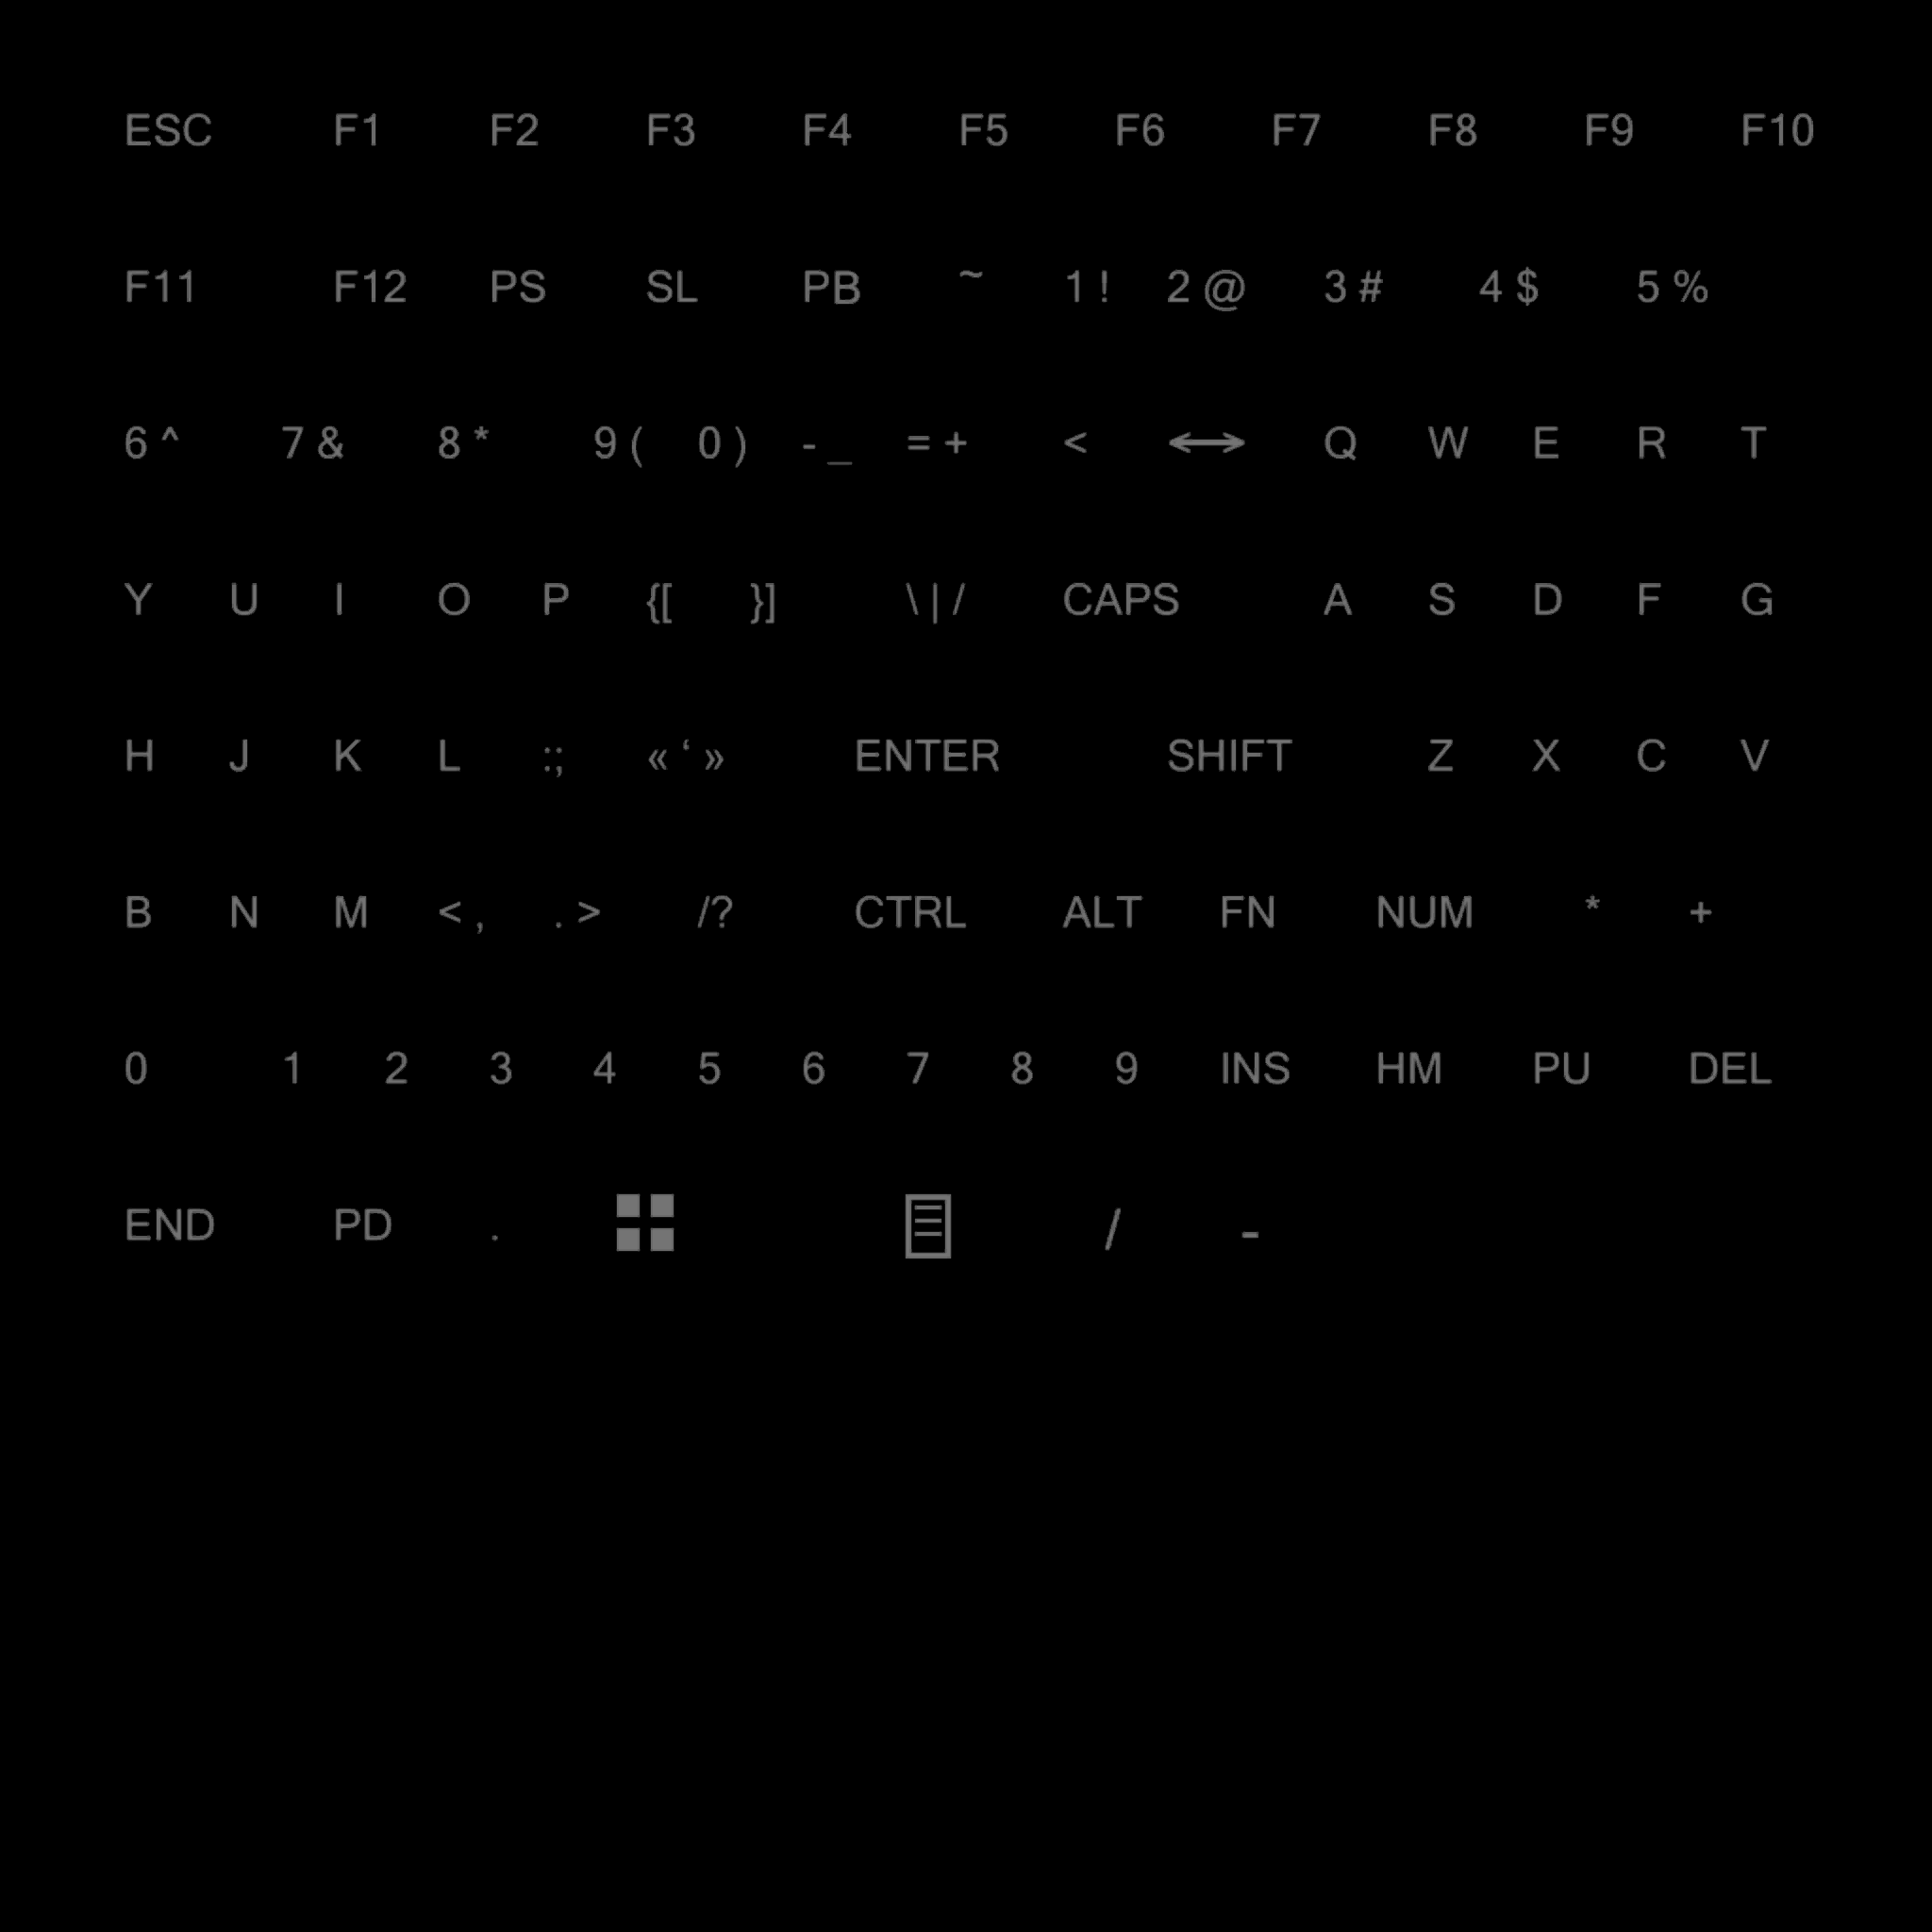 ESC F1 F2 F3 F4 F5 F6 F7 F8 F9 F10
F11 F12 PS SL PB ~ 1 ! 2 @ 3 # 4 $ 5 %
6 ^ 7 & 8 * 9 ( 0 ) - _ = + < ⟷ Q W E R T
Y U I O P {[ }] \ | / CAPS A S D F G
H J K L :; « ‘ » ENTER SHIFT Z X C V
B N M < , . > /? CTRL ALT FN NUM * +
0 1 2 3 4 5 6 7 8 9 INS HM PU DEL
END PD . / -